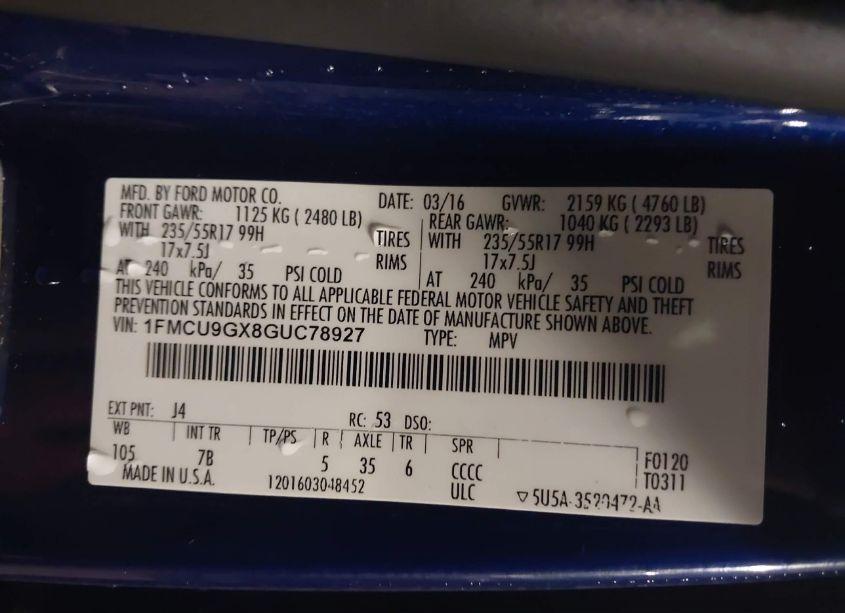 MFD. BY FORD MOTOR CO. DATE: 03/16 GVWR: 2159 KG ( 4760 LB)
FRONT GAWR: 1125 KG ( 2480 LB) REAR GAWR: 1040 KG ( 2293 LB)
WITH 235/55R17 99H TIRES WITH 235/55R17 99H TIRES
17x7.5J RIMS 17x7.5J RIMS
AT 240 kPa/ 35 PSI COLD AT 240 kPa/ 35 PSI COLD
THIS VEHICLE CONFORMS TO ALL APPLICABLE FEDERAL MOTOR VEHICLE SAFETY AND THEFT
PREVENTION STANDARDS IN EFFECT ON THE DATE OF MANUFACTURE SHOWN ABOVE.
VIN: 1FMCU9GX8GUC78927 TYPE: MPV
EXT PNT: J4 RC: 53 DSO:
WB INT TR TP/PS R AXLE TR SPR F0120
105 7B 5 35 6 CCCC T0311
MADE IN U.S.A. 1201603048452 ULC ▽ 5U5A-3520472-AA